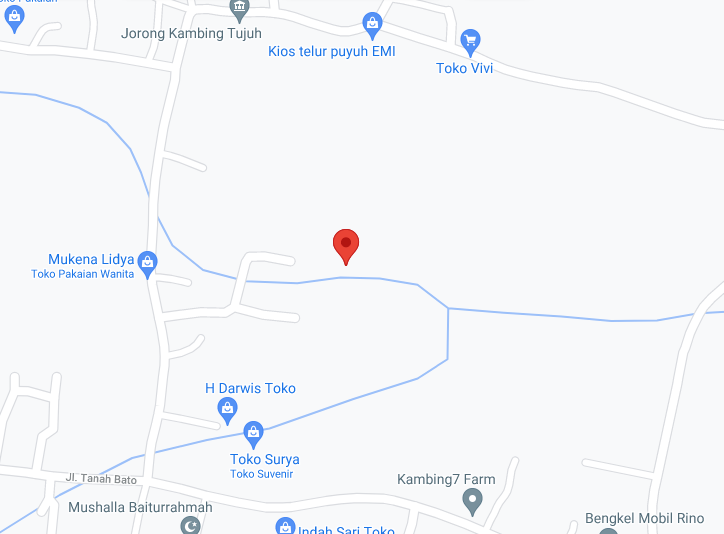 Jorong Kambing Tujuh
Kios telur puyuh EMI
Toko Vivi
Mukena Lidya
Toko Pakaian Wanita
H Darwis Toko
Toko Surya
Toko Suvenir
Jl. Tanah Bato
Kambing7 Farm
Mushalla Baiturrahmah
Bengkel Mobil Rino
Indah Sari Toko